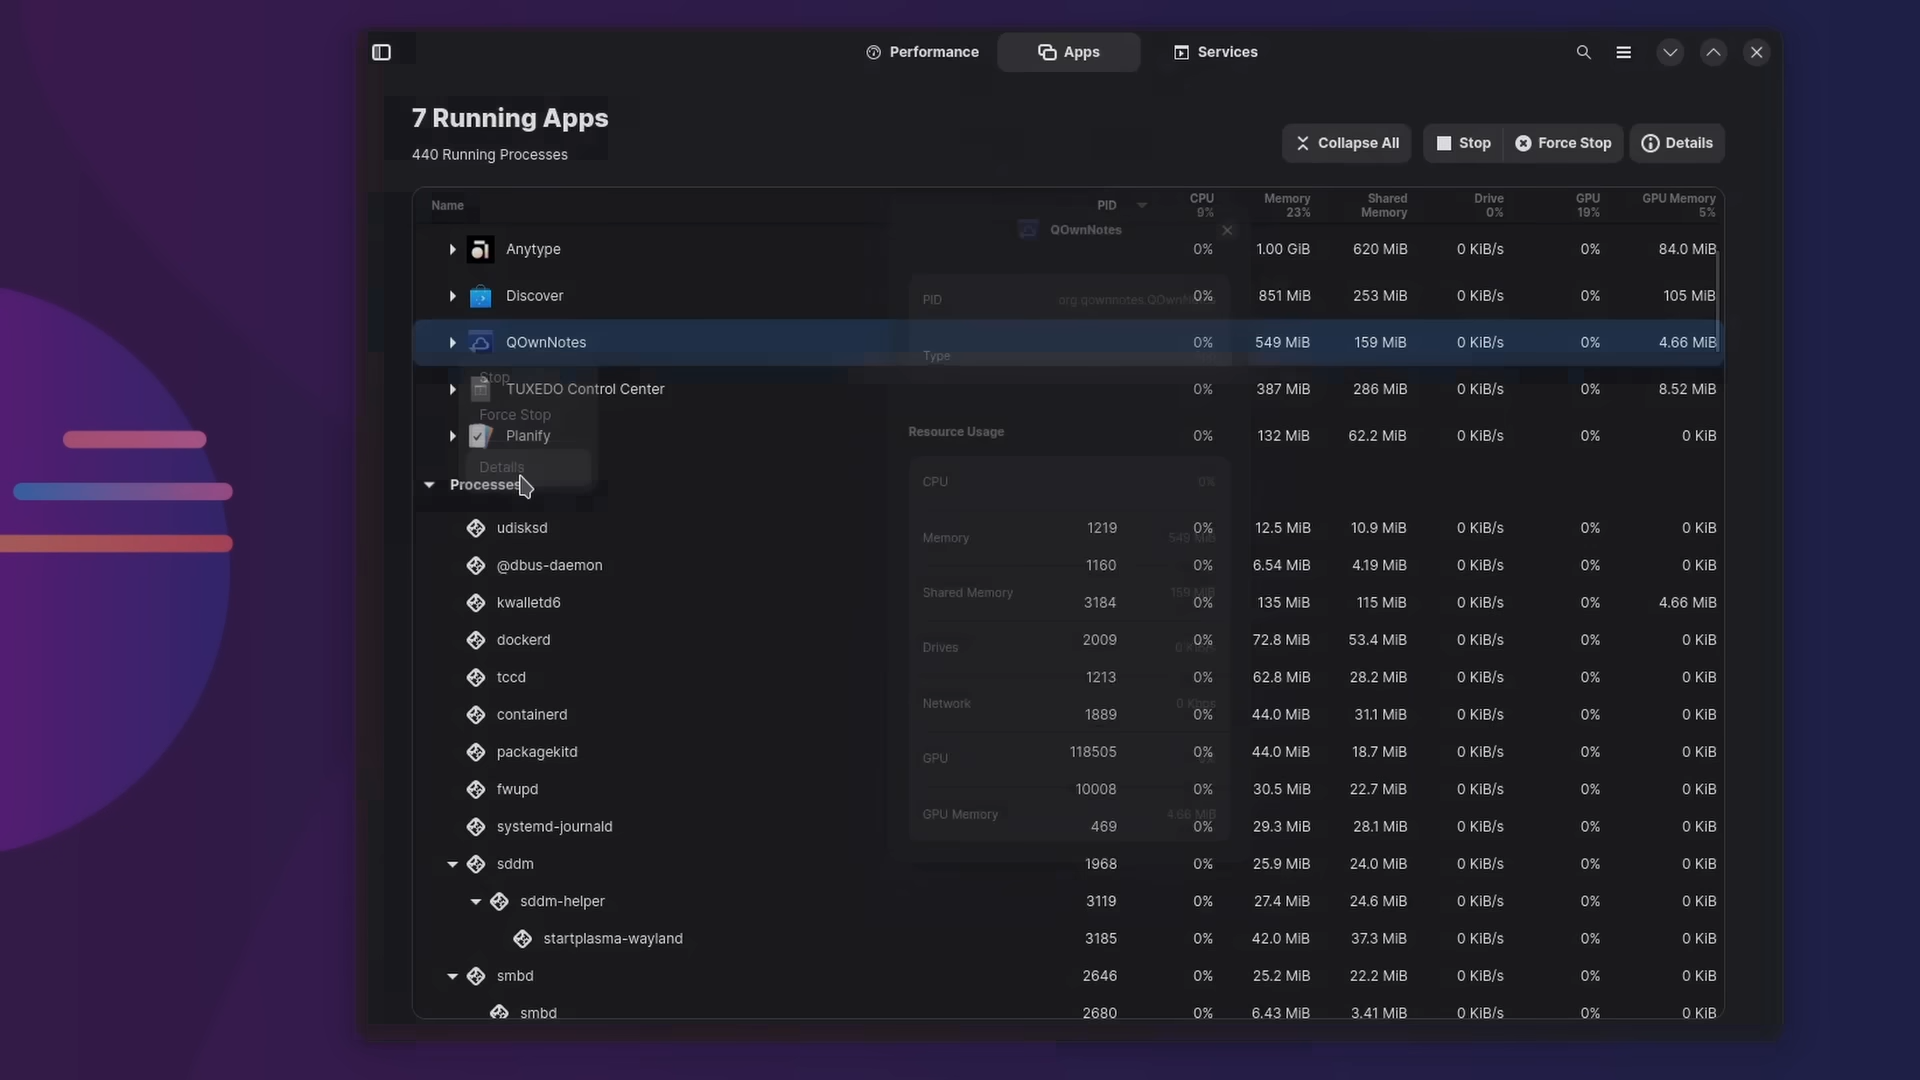 Performance Apps Services
7 Running Apps
440 Running Processes
Collapse All Stop Force Stop Details
Name PID CPU 9% Memory 23% Shared Memory Drive 0% GPU 19% GPU Memory 5%
QOwnNotes
Anytype 0% 1.00 GiB 620 MiB 0 KiB/s 0% 84.0 MiB
Discover 0% 851 MiB 253 MiB 0 KiB/s 0% 105 MiB
PID
QOwnNotes 0% 549 MiB 159 MiB 0 KiB/s 0% 4.66 MiB
Type
Stop
TUXEDO Control Center 0% 387 MiB 286 MiB 0 KiB/s 0% 8.52 MiB
Force Stop
Resource Usage
Planify 0% 132 MiB 62.2 MiB 0 KiB/s 0% 0 KiB
Details
Processes
CPU 0%
udisksd 1219 0% 12.5 MiB 10.9 MiB 0 KiB/s 0% 0 KiB
Memory 549 MiB
@dbus-daemon 1160 0% 6.54 MiB 4.19 MiB 0 KiB/s 0% 0 KiB
Shared Memory 159 MiB
kwalletd6 3184 0% 135 MiB 115 MiB 0 KiB/s 0% 4.66 MiB
dockerd 2009 0% 72.8 MiB 53.4 MiB 0 KiB/s 0% 0 KiB
Drives 0 KiB/s
tccd 1213 0% 62.8 MiB 28.2 MiB 0 KiB/s 0% 0 KiB
Network 0 Kbps
containerd 1889 0% 44.0 MiB 31.1 MiB 0 KiB/s 0% 0 KiB
packagekitd 118505 0% 44.0 MiB 18.7 MiB 0 KiB/s 0% 0 KiB
GPU
fwupd 10008 0% 30.5 MiB 22.7 MiB 0 KiB/s 0% 0 KiB
GPU Memory 4.66 MiB
systemd-journald 469 0% 29.3 MiB 28.1 MiB 0 KiB/s 0% 0 KiB
sddm 1968 0% 25.9 MiB 24.0 MiB 0 KiB/s 0% 0 KiB
sddm-helper 3119 0% 27.4 MiB 24.6 MiB 0 KiB/s 0% 0 KiB
startplasma-wayland 3185 0% 42.0 MiB 37.3 MiB 0 KiB/s 0% 0 KiB
smbd 2646 0% 25.2 MiB 22.2 MiB 0 KiB/s 0% 0 KiB
smbd 2680 0% 6.43 MiB 3.41 MiB 0 KiB/s 0% 0 KiB